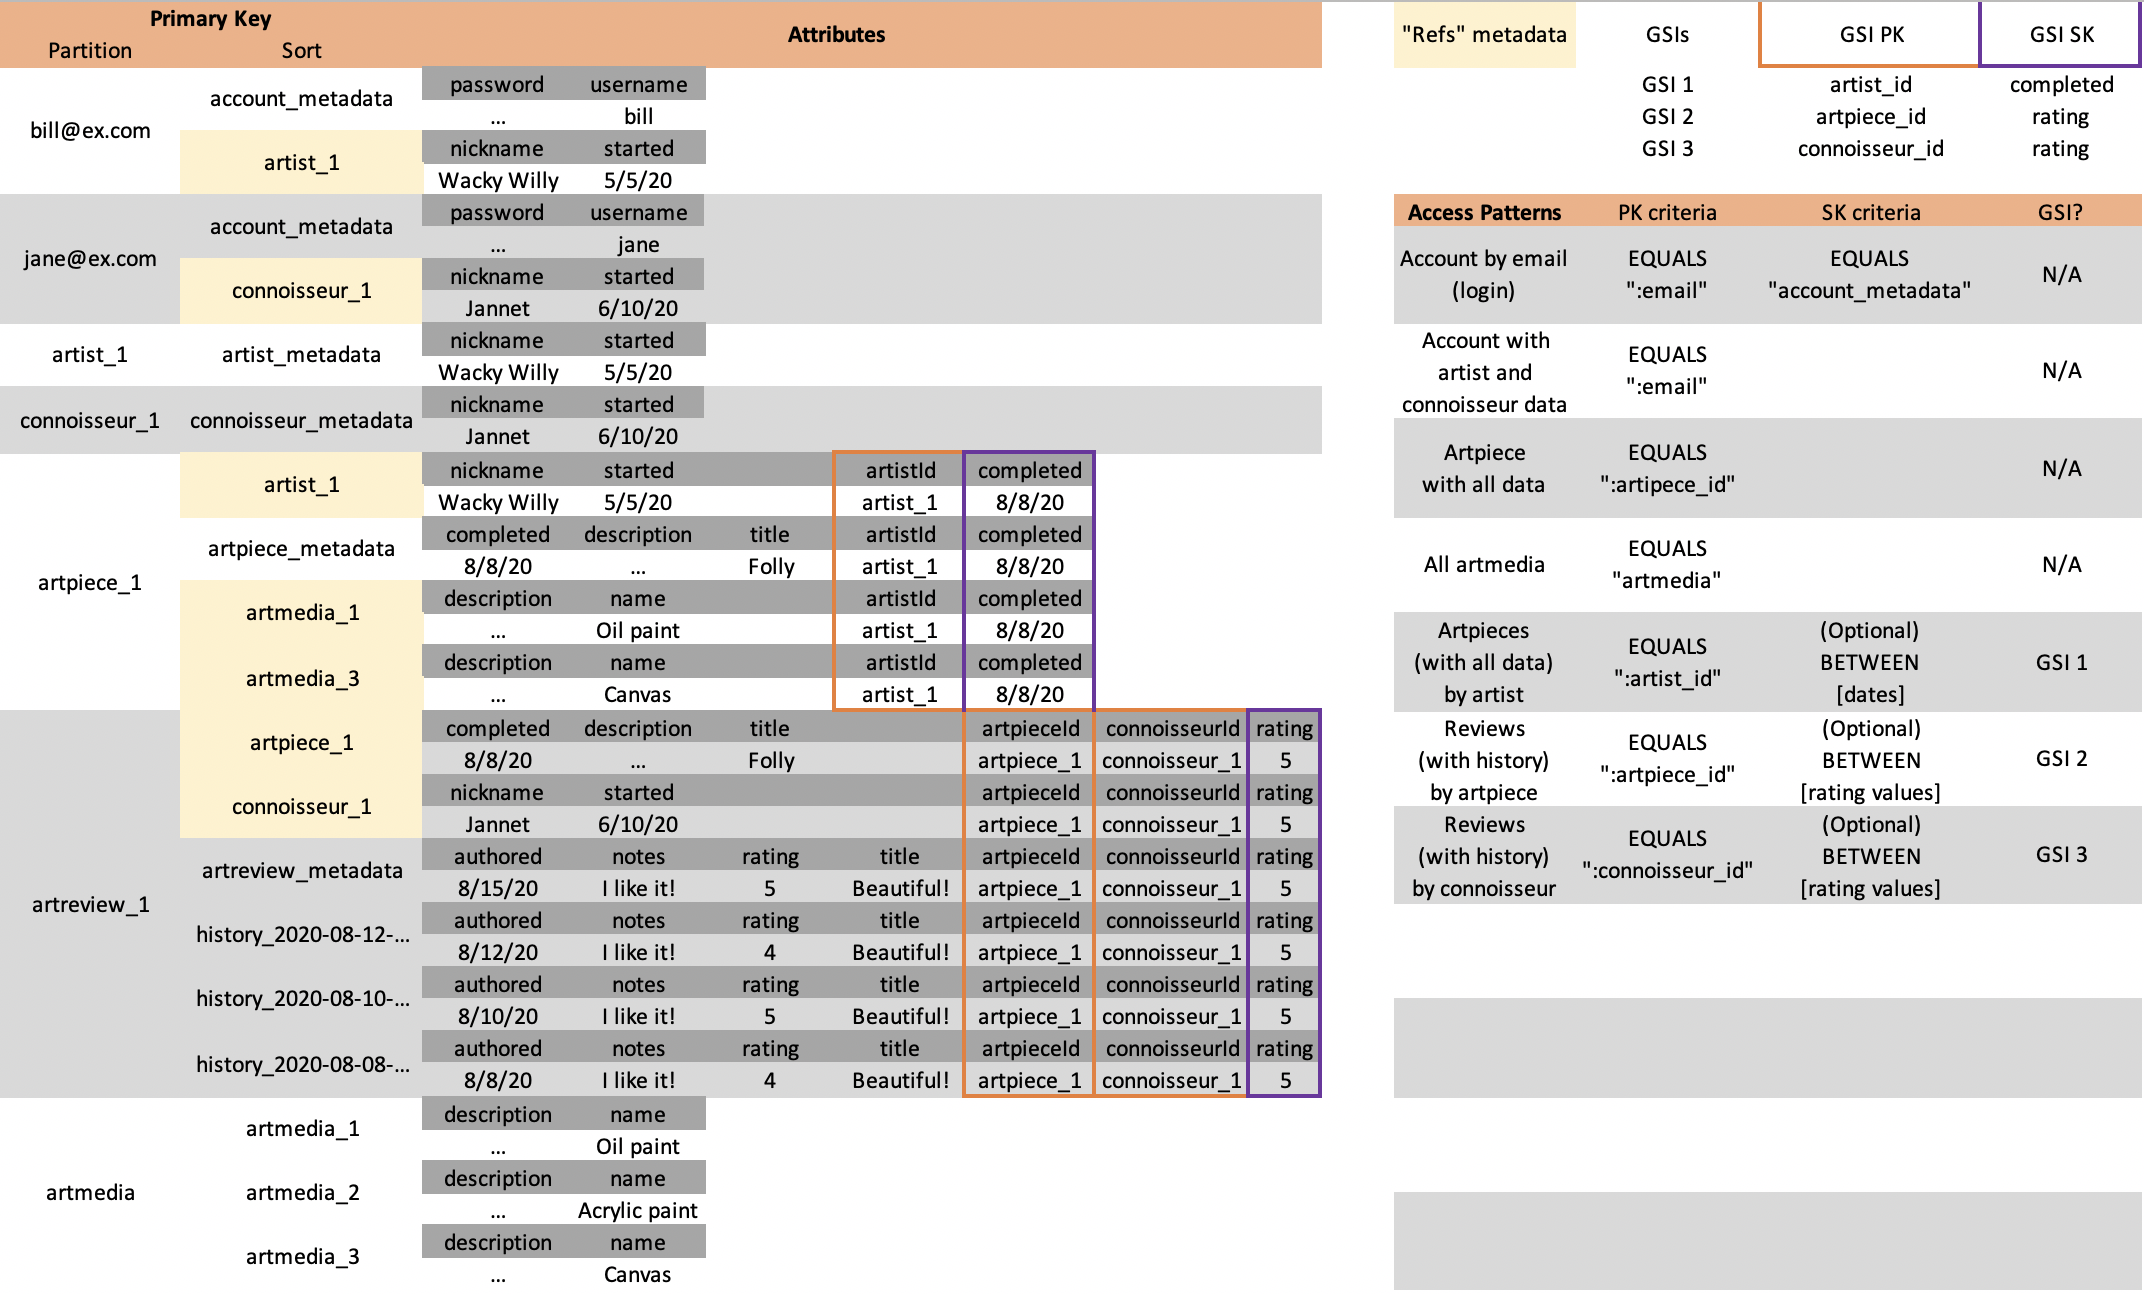 Primary Key
Partition Sort Attributes
bill@ex.com
account_metadata
password username
... bill
artist_1
nickname started
Wacky Willy 5/5/20
jane@ex.com
account_metadata
password username
... jane
connoisseur_1
nickname started
Jannet 6/10/20
artist_1 artist_metadata
nickname started
Wacky Willy 5/5/20
connoisseur_1 connoisseur_metadata
nickname started
Jannet 6/10/20
artpiece_1
artist_1
nickname started artistId completed
Wacky Willy 5/5/20 artist_1 8/8/20
artpiece_metadata
completed description title artistId completed
8/8/20 ... Folly artist_1 8/8/20
artmedia_1
description name artistId completed
... Oil paint artist_1 8/8/20
artmedia_3
description name artistId completed
... Canvas artist_1 8/8/20
artreview_1
artpiece_1
completed description title artpieceId connoisseurId rating
8/8/20 ... Folly artpiece_1 connoisseur_1 5
connoisseur_1
nickname started artpieceId connoisseurId rating
Jannet 6/10/20 artpiece_1 connoisseur_1 5
artreview_metadata
authored notes rating title artpieceId connoisseurId rating
8/15/20 I like it! 5 Beautiful! artpiece_1 connoisseur_1 5
history_2020-08-12-...
authored notes rating title artpieceId connoisseurId rating
8/12/20 I like it! 4 Beautiful! artpiece_1 connoisseur_1 5
history_2020-08-10-...
authored notes rating title artpieceId connoisseurId rating
8/10/20 I like it! 5 Beautiful! artpiece_1 connoisseur_1 5
history_2020-08-08-...
authored notes rating title artpieceId connoisseurId rating
8/8/20 I like it! 4 Beautiful! artpiece_1 connoisseur_1 5
artmedia
artmedia_1
description name
... Oil paint
artmedia_2
description name
... Acrylic paint
artmedia_3
description name
... Canvas
"Refs" metadata GSIs GSI PK GSI SK
GSI 1 artist_id completed
GSI 2 artpiece_id rating
GSI 3 connoisseur_id rating
Access Patterns PK criteria SK criteria GSI?
Account by email
(login)
EQUALS
":email"
EQUALS
"account_metadata"
N/A
Account with
artist and
connoisseur data
EQUALS
":email"
N/A
Artpiece
with all data
EQUALS
":artipece_id"
N/A
All artmedia
EQUALS
"artmedia"
N/A
Artpieces
(with all data)
by artist
EQUALS
":artist_id"
(Optional)
BETWEEN
[dates]
GSI 1
Reviews
(with history)
by artpiece
EQUALS
":artpiece_id"
(Optional)
BETWEEN
[rating values]
GSI 2
Reviews
(with history)
by connoisseur
EQUALS
":connoisseur_id"
(Optional)
BETWEEN
[rating values]
GSI 3